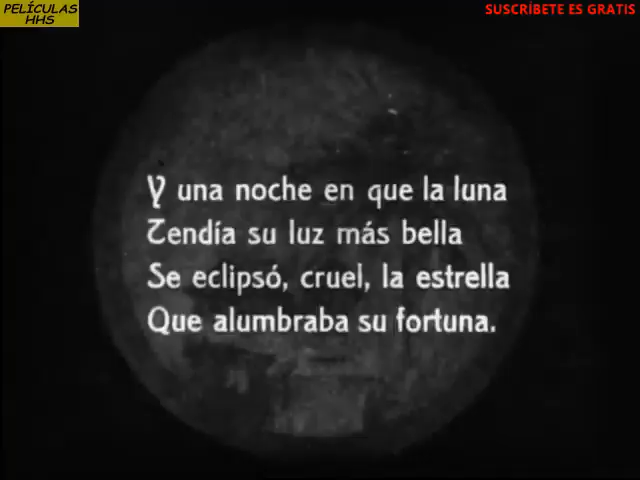 PELÍCULAS
HHS
SUSCRÍBETE ES GRATIS
Y una noche en que la luna
Tendía su luz más bella
Se eclipsó, cruel, la estrella
Que alumbraba su fortuna.